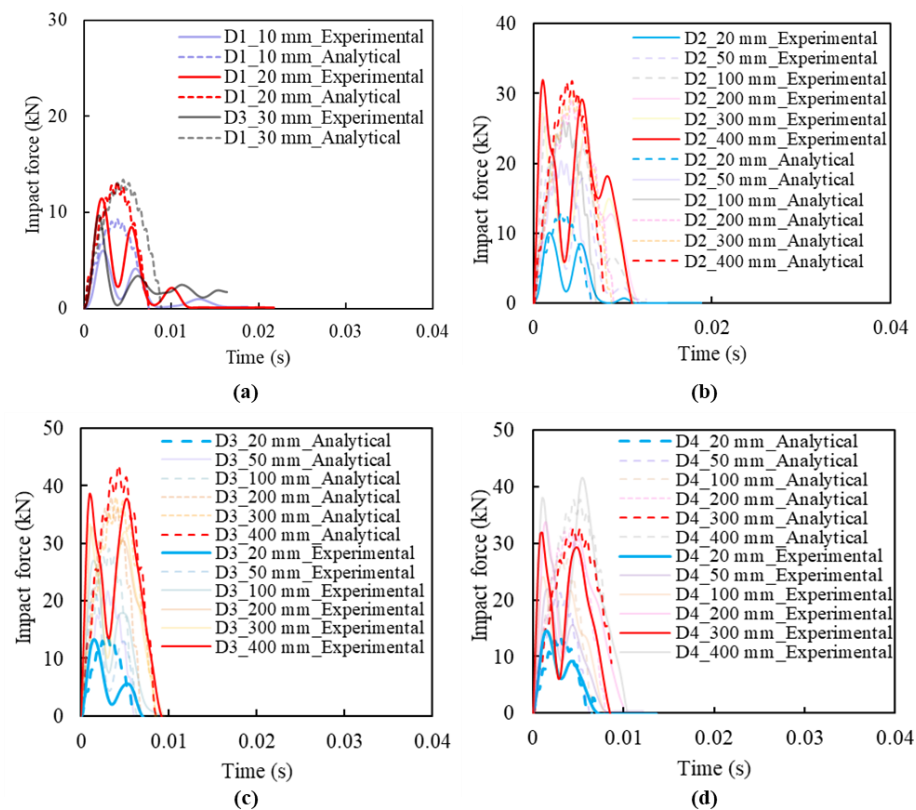 (a)
30
20
10
0
0
0.01
0.02
0.03
0.04
Impact force (kN)
Time (s)
D1_10 mm_Experimental
D1_10 mm_Analytical
D1_20 mm_Experimental
D1_20 mm_Analytical
D3_30 mm_Experimental
D1_30 mm_Analytical
(a)
40
30
20
10
0
0
0.02
0.04
Impact force (kN)
Time (s)
D2_20 mm_Experimental
D2_50 mm_Experimental
D2_100 mm_Experimental
D2_200 mm_Experimental
D2_300 mm_Experimental
D2_400 mm_Experimental
D2_20 mm_Analytical
D2_50 mm_Analytical
D2_100 mm_Analytical
D2_200 mm_Analytical
D2_300 mm_Analytical
D2_400 mm_Analytical
(b)
50
40
30
20
10
0
0
0.01
0.02
0.03
0.04
Impact force (kN)
Time (s)
D3_20 mm_Analytical
D3_50 mm_Analytical
D3_100 mm_Analytical
D3_200 mm_Analytical
D3_300 mm_Analytical
D3_400 mm_Analytical
D3_20 mm_Experimental
D3_50 mm_Experimental
D3_100 mm_Experimental
D3_200 mm_Experimental
D3_300 mm_Experimental
D3_400 mm_Experimental
(c)
50
40
30
20
10
0
0
0.01
0.02
0.03
0.04
Impact force (kN)
Time (s)
D4_20 mm_Analytical
D4_50 mm_Analytical
D4_100 mm_Analytical
D4_200 mm_Analytical
D4_300 mm_Analytical
D4_400 mm_Analytical
D4_20 mm_Experimental
D4_50 mm_Experimental
D4_100 mm_Experimental
D4_200 mm_Experimental
D4_300 mm_Experimental
D4_400 mm_Experimental
(d)